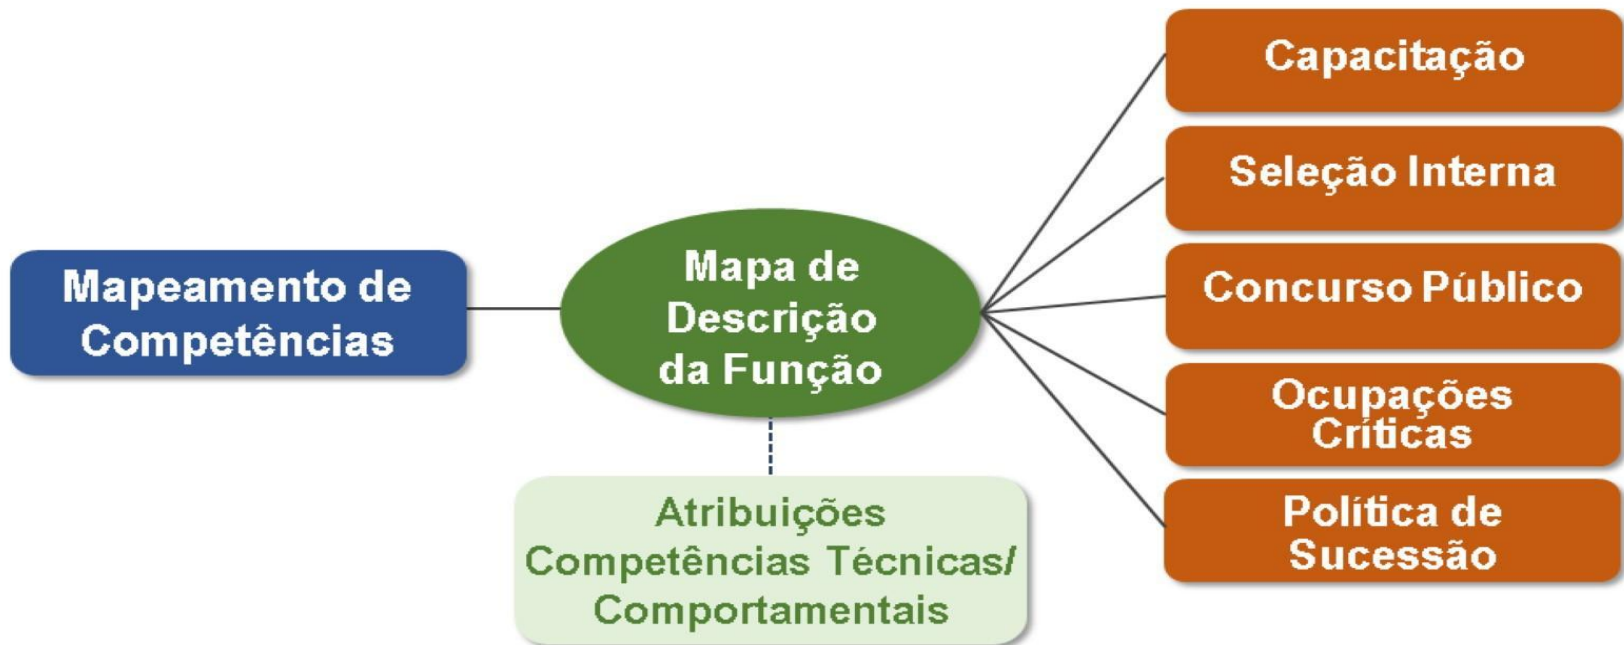 Mapeamento de
Competências
Mapa de
Descrição
da Função
Atribuições
Competências Técnicas/
Comportamentais
Capacitação
Seleção Interna
Concurso Público
Ocupações
Críticas
Política de
Sucessão